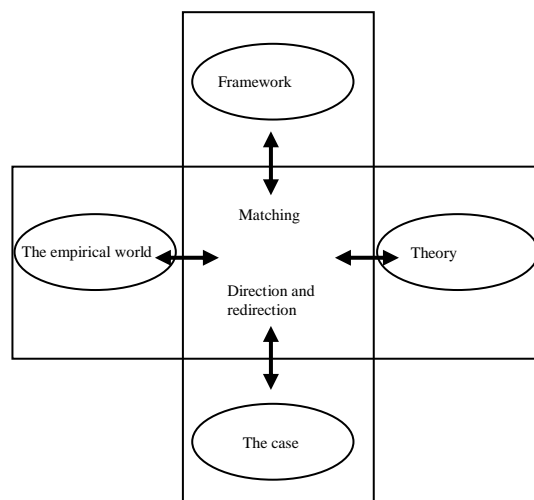 Framework
Matching
The empirical world
Theory
Direction and
redirection
The case